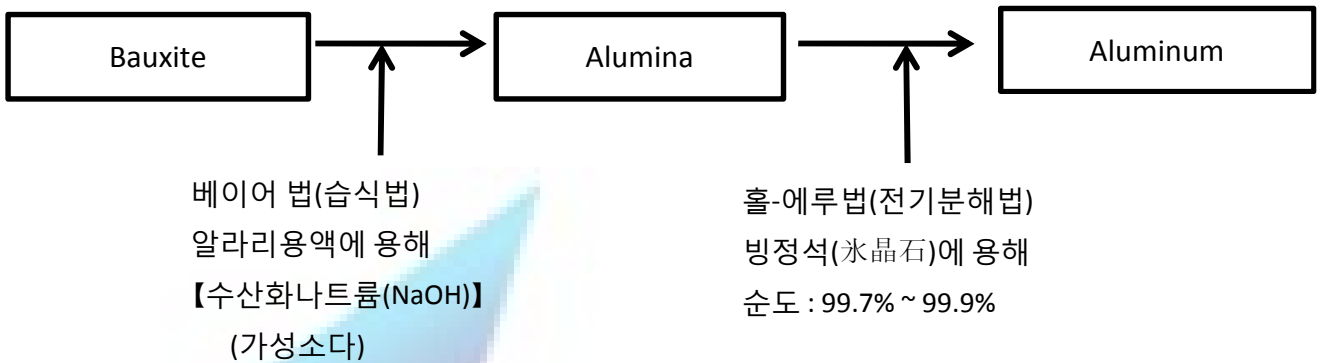 Bauxite
Alumina
Aluminum
베이어 법(습식법)
알라리용액에 용해
【수산화나트륨(NaOH)】
(가성소다)
홀-에루법(전기분해법)
빙정석(氷晶石)에 용해
순도 : 99.7% ~ 99.9%